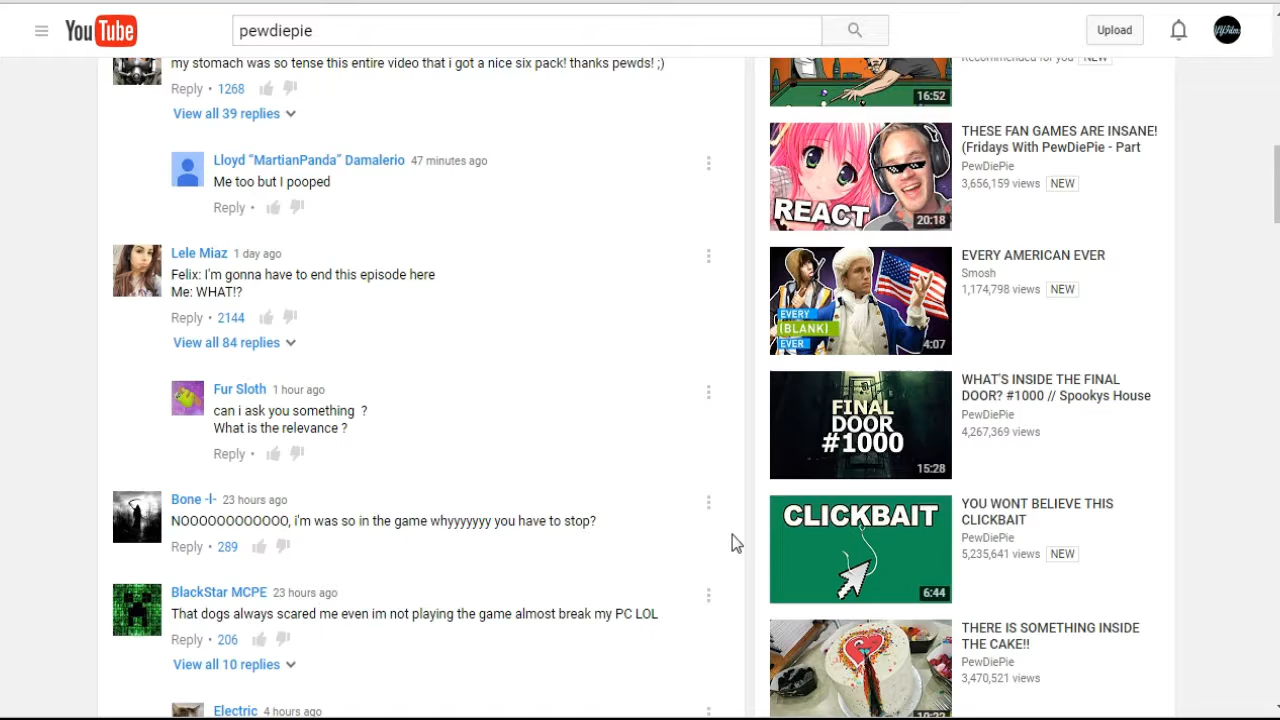 YouTube
pewdiepie
Upload
my stomach was so tense this entire video that i got a nice six pack! thanks pewds! ;)
Reply • 1268
View all 39 replies
Lloyd “MartianPanda” Damalerio 47 minutes ago
Me too but I pooped
Reply •
Lele Miaz 1 day ago
Felix: I'm gonna have to end this episode here
Me: WHAT!?
Reply • 2144
View all 84 replies
Fur Sloth 1 hour ago
can i ask you something ?
What is the relevance ?
Reply •
Bone -l- 23 hours ago
NOOOOOOOOOOOO, i'm was so in the game whyyyyyyy you have to stop?
Reply • 289
BlackStar MCPE 23 hours ago
That dogs always scared me even im not playing the game almost break my PC LOL
Reply • 206
View all 10 replies
Electric 4 hours ago
Recommended for you NEW
16:52
THESE FAN GAMES ARE INSANE!
(Fridays With PewDiePie - Part
PewDiePie
3,656,159 views NEW
REACT
20:18
EVERY AMERICAN EVER
Smosh
1,174,798 views NEW
EVERY
(BLANK)
EVER
4:07
WHAT'S INSIDE THE FINAL
DOOR? #1000 // Spookys House
PewDiePie
4,267,369 views
FINAL
DOOR
#1000
15:28
YOU WONT BELIEVE THIS
CLICKBAIT
PewDiePie
5,235,641 views NEW
CLICKBAIT
6:44
THERE IS SOMETHING INSIDE
THE CAKE!!
PewDiePie
3,470,521 views